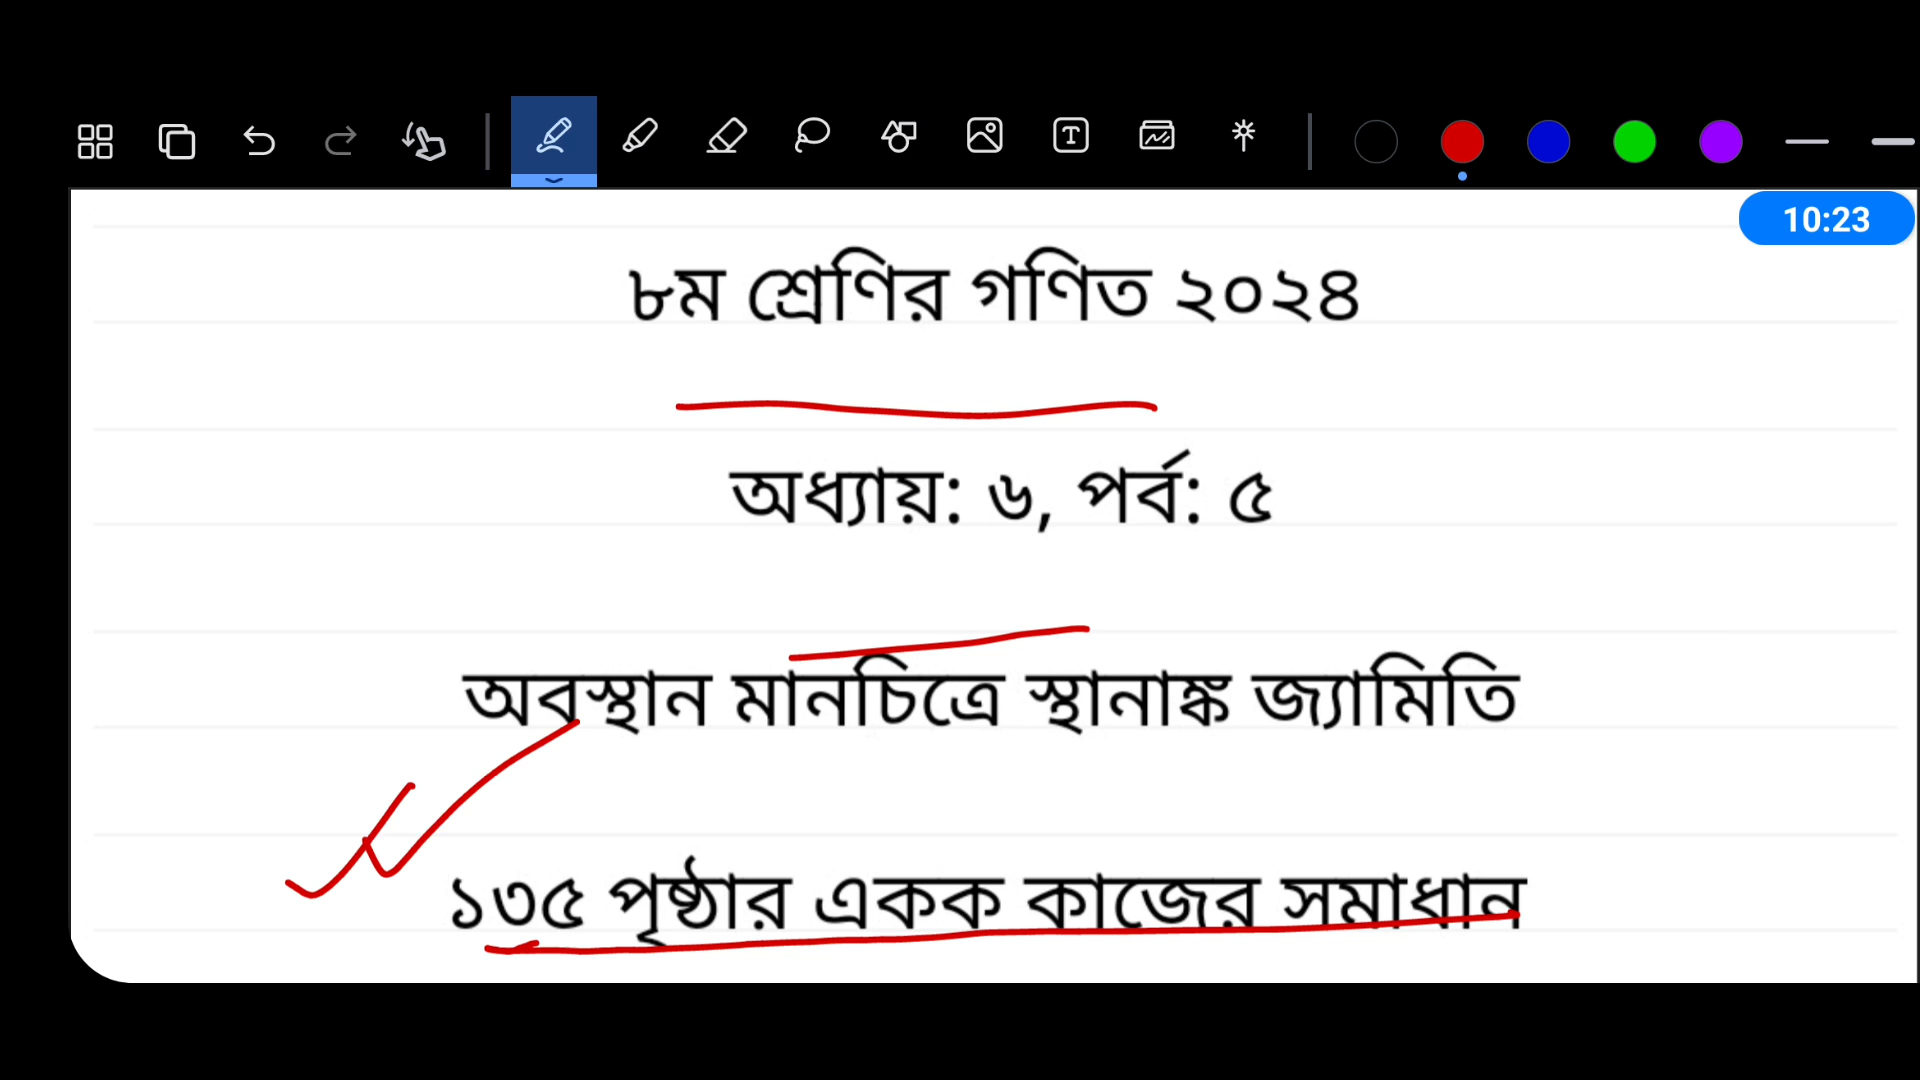 10:23
৮ম শ্রেণির গণিত ২০২৪
অধ্যায়: ৬, পর্ব: ৫
অবস্থান মানচিত্রে স্থানাঙ্ক জ্যামিতি
১৩৫ পৃষ্ঠার একক কাজের সমাধান